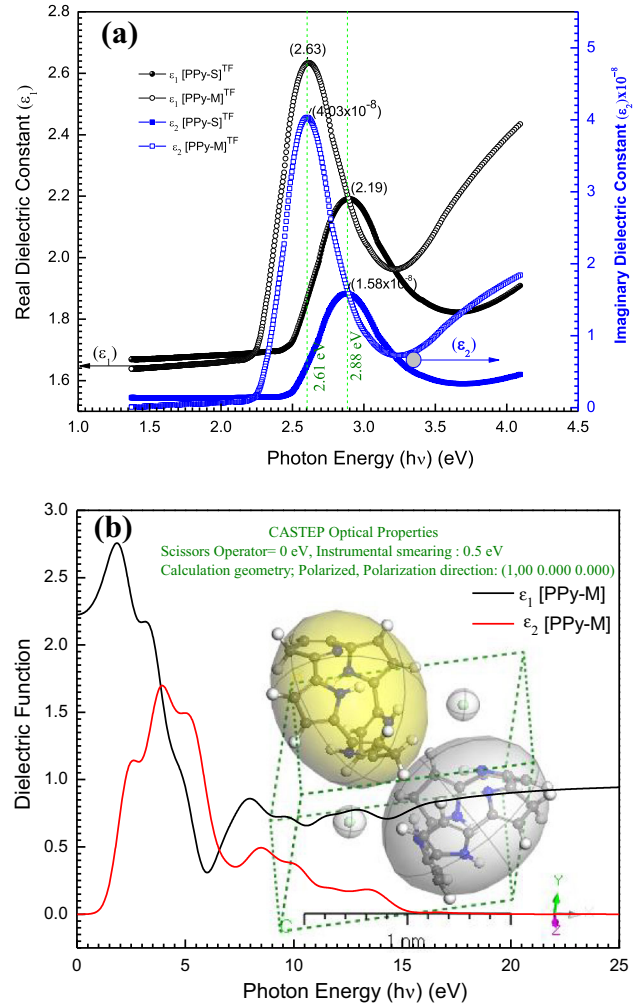 (a)
2.8
2.6
2.4
2.2
2.0
1.8
1.6
Real Dielectric Constant (ε₁)
ε₁ [PPy-S]ᵀᶠ
ε₁ [PPy-M]ᵀᶠ
ε₂ [PPy-S]ᵀᶠ
ε₂ [PPy-M]ᵀᶠ
(2.63)
(4.03x10⁻⁸)
(2.19)
(1.58x10⁻⁸)
(ε₁)
(ε₂)
2.61 eV
2.88 eV
5
4
3
2
1
0
Imaginary Dielectric Constant (ε₂)x10⁻⁸
1.0 1.5 2.0 2.5 3.0 3.5 4.0 4.5
Photon Energy (hν) (eV)
(b)
3.0
2.5
2.0
1.5
1.0
0.5
0.0
Dielectric Function
CASTEP Optical Properties
Scissors Operator= 0 eV, Instrumental smearing : 0.5 eV
Calculation geometry; Polarized, Polarization direction: (1,00 0.000 0.000)
ε₁ [PPy-M]
ε₂ [PPy-M]
Y
X
Z
C
1 nm
0 5 10 15 20 25
Photon Energy (hν) (eV)